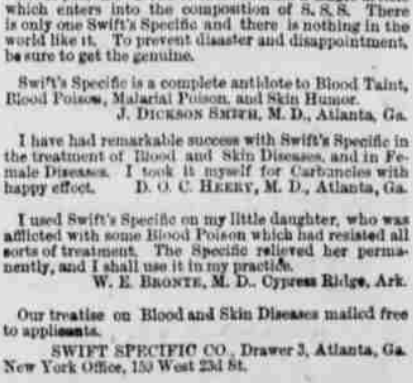 which enters into the composition of S. S. S. There
is only one Swift's Specific and there is nothing in the
world like it. To prevent disaster and disappointment,
be sure to get the genuine.
Swift's Specific is a complete antidote to Blood Taint,
Blood Poison, Malarial Poison, and Skin Humor.
J. DICKSON SMITH, M. D., Atlanta, Ga.
I have had remarkable success with Swift's Specific in
the treatment of Blood and Skin Diseases, and in Fe-
male Diseases. I took it myself for Carbuncles with
happy effect. D. O. C. HEERY, M. D., Atlanta, Ga.
I used Swift's Specific on my little daughter, who was
afflicted with some Blood Poison which had resisted all
sorts of treatment. The Specific relieved her perma-
nently, and I shall use it in my practice.
W. E. BRONTE, M. D., Cypress Ridge, Ark.
Our treatise on Blood and Skin Diseases mailed free
to applicants.
SWIFT SPECIFIC CO., Drawer 3, Atlanta, Ga.
New York Office, 159 West 23d St.